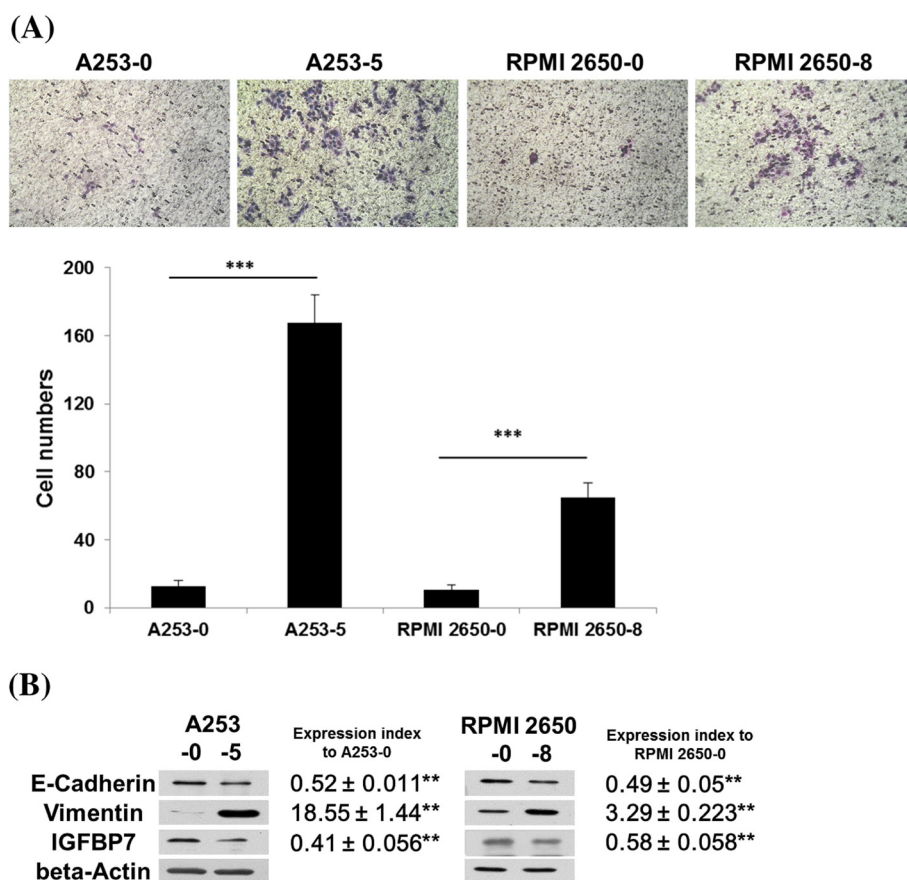 (A)
A253-0 A253-5 RPMI 2650-0 RPMI 2650-8
200
***
160
120
***
80
40
0
Cell numbers
A253-0 A253-5 RPMI 2650-0 RPMI 2650-8
(B)
A253 Expression index RPMI 2650 Expression index to
-0 -5 to A253-0 -0 -8 RPMI 2650-0
E-Cadherin 0.52 ± 0.011** 0.49 ± 0.05**
Vimentin 18.55 ± 1.44** 3.29 ± 0.223**
IGFBP7 0.41 ± 0.056** 0.58 ± 0.058**
beta-Actin